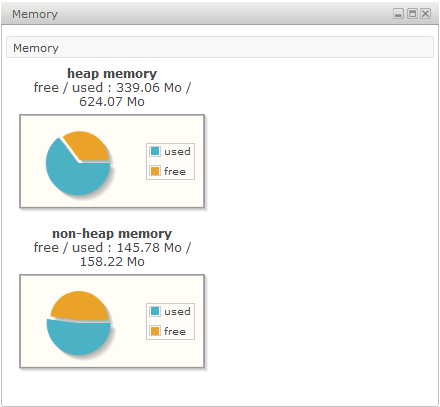 Memory
Memory
heap memory
free / used : 339.06 Mo /
624.07 Mo
used
free
non-heap memory
free / used : 145.78 Mo /
158.22 Mo
used
free